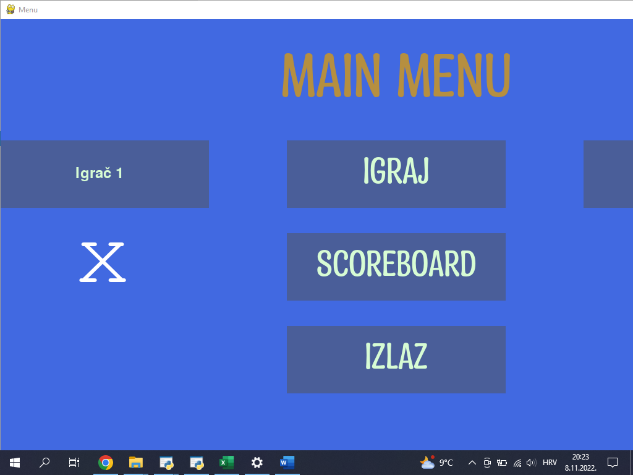 Menu
MAIN MENU
Igrač 1
IGRAJ
X
SCOREBOARD
IZLAZ
9°C
HRV
20:23
8.11.2022.